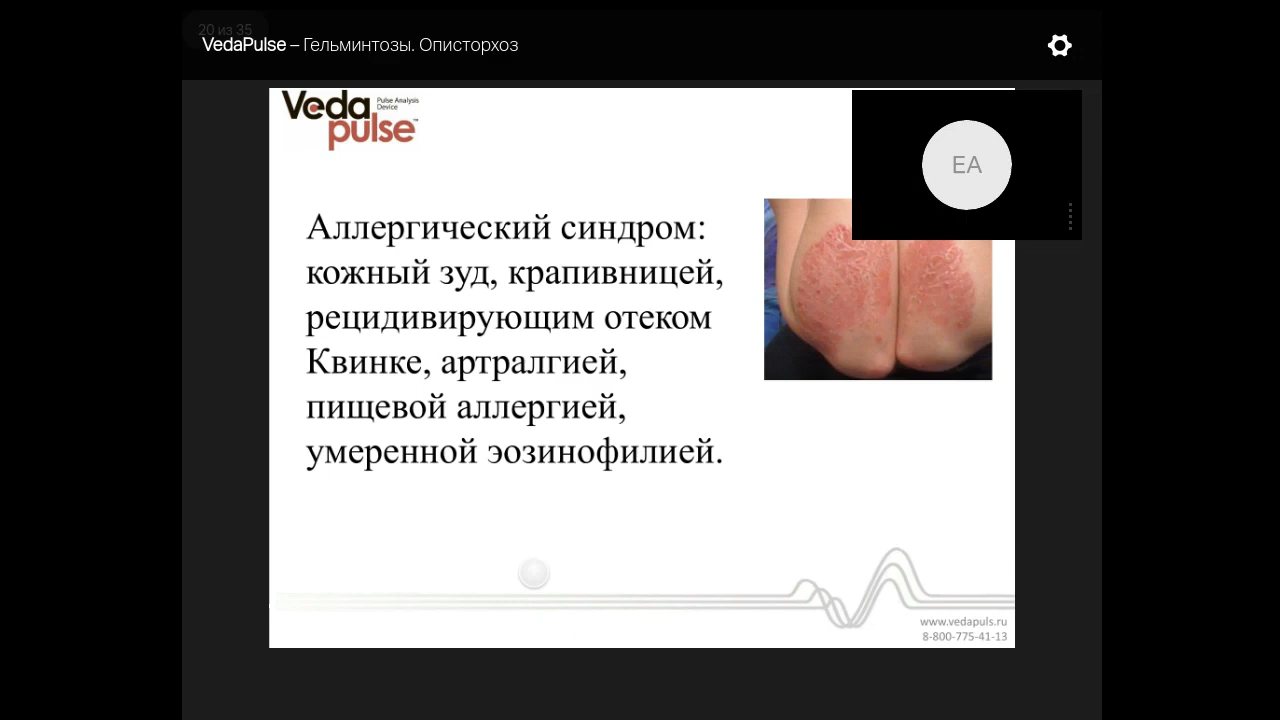 20 из 35
VedaPulse – Гельминтозы. Описторхоз
Veda
Pulse Analysis
Device
pulse™
EA
Аллергический синдром:
кожный зуд, крапивницей,
рецидивирующим отеком
Квинке, артралгией,
пищевой аллергией,
умеренной эозинофилией.
www.vedapuls.ru
8-800-775-41-13